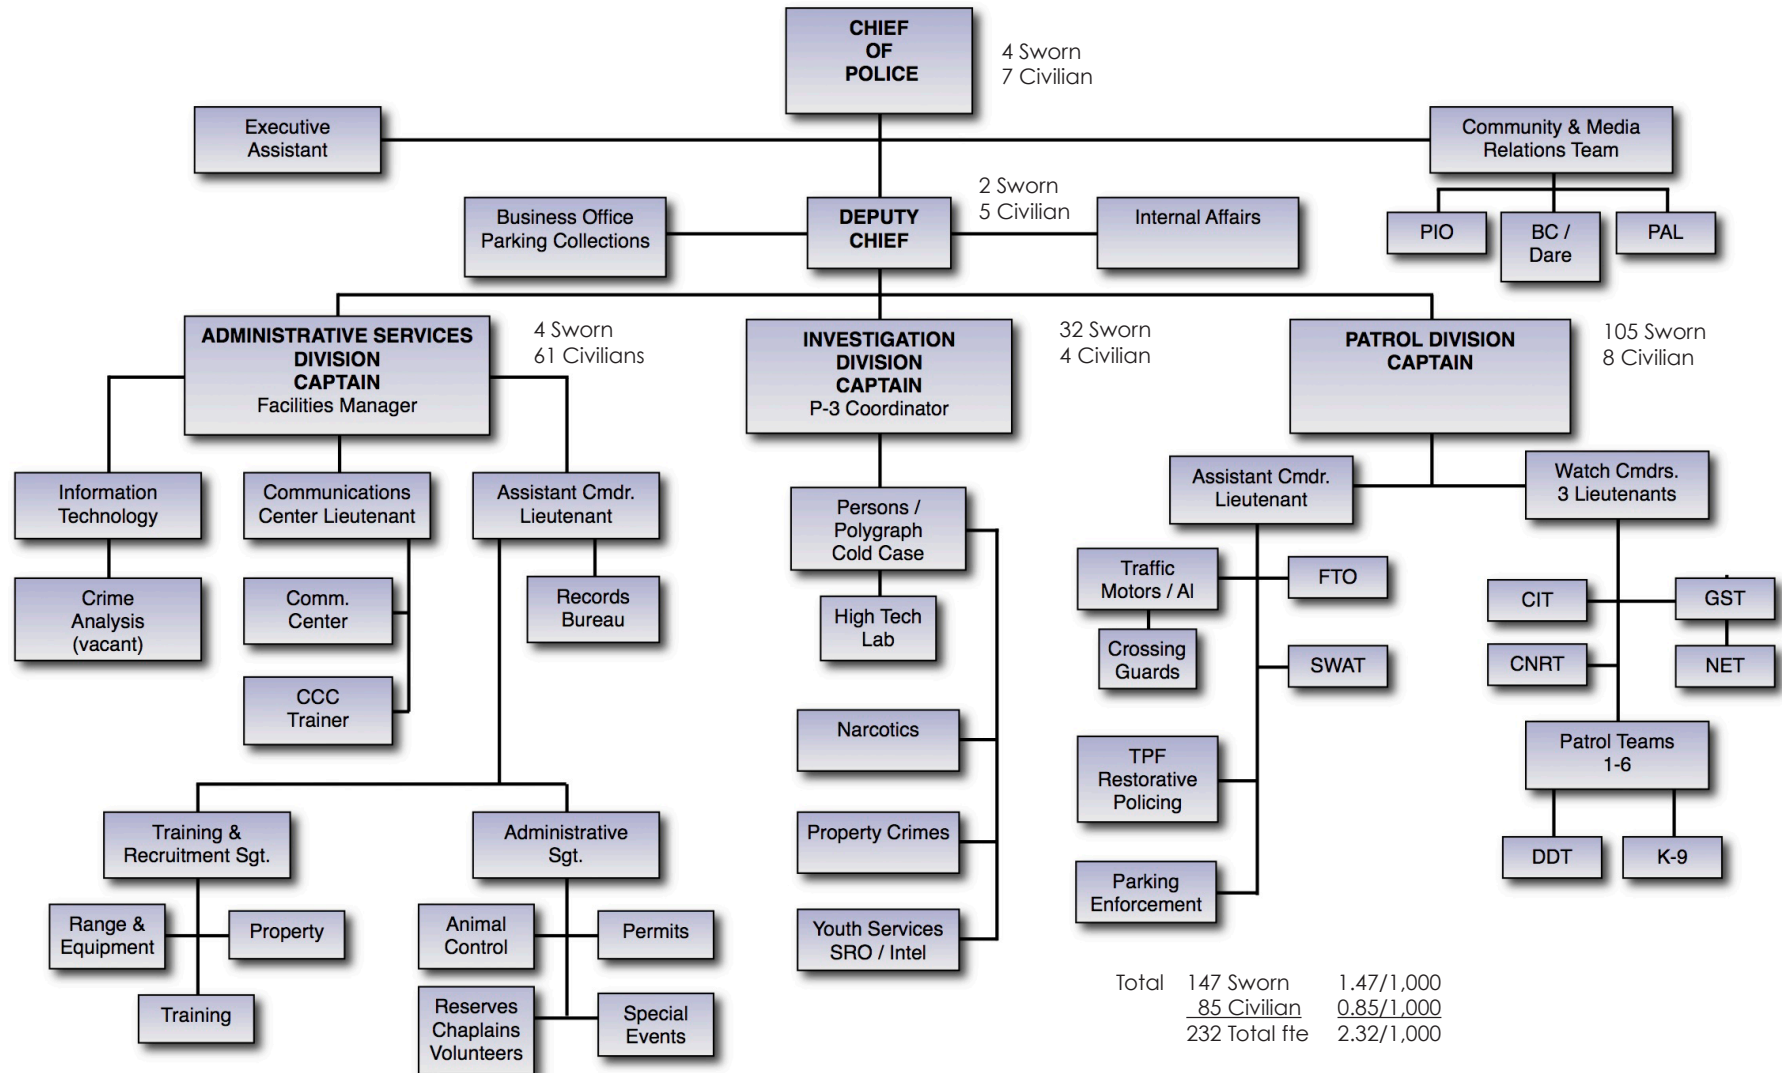 CHIEF
OF
POLICE
4 Sworn
7 Civilian
Executive
Assistant
Community & Media
Relations Team
PIO
BC /
Dare
PAL
Business Office
Parking Collections
DEPUTY
CHIEF
2 Sworn
5 Civilian
Internal Affairs
ADMINISTRATIVE SERVICES
DIVISION
CAPTAIN
Facilities Manager
4 Sworn
61 Civilians
INVESTIGATION
DIVISION
CAPTAIN
P-3 Coordinator
32 Sworn
4 Civilian
PATROL DIVISION
CAPTAIN
105 Sworn
8 Civilian
Information
Technology
Crime
Analysis
(vacant)
Communications
Center Lieutenant
Comm.
Center
CCC
Trainer
Assistant Cmdr.
Lieutenant
Records
Bureau
Training &
Recruitment Sgt.
Range &
Equipment
Property
Training
Administrative
Sgt.
Animal
Control
Permits
Reserves
Chaplains
Volunteers
Special
Events
Persons /
Polygraph
Cold Case
High Tech
Lab
Narcotics
Property Crimes
Youth Services
SRO / Intel
Assistant Cmdr.
Lieutenant
Traffic
Motors / AI
FTO
Crossing
Guards
SWAT
TPF
Restorative
Policing
Parking
Enforcement
Watch Cmdrs.
3 Lieutenants
CIT
GST
CNRT
NET
Patrol Teams
1-6
DDT
K-9
Total 147 Sworn 1.47/1,000
85 Civilian 0.85/1,000
232 Total fte 2.32/1,000